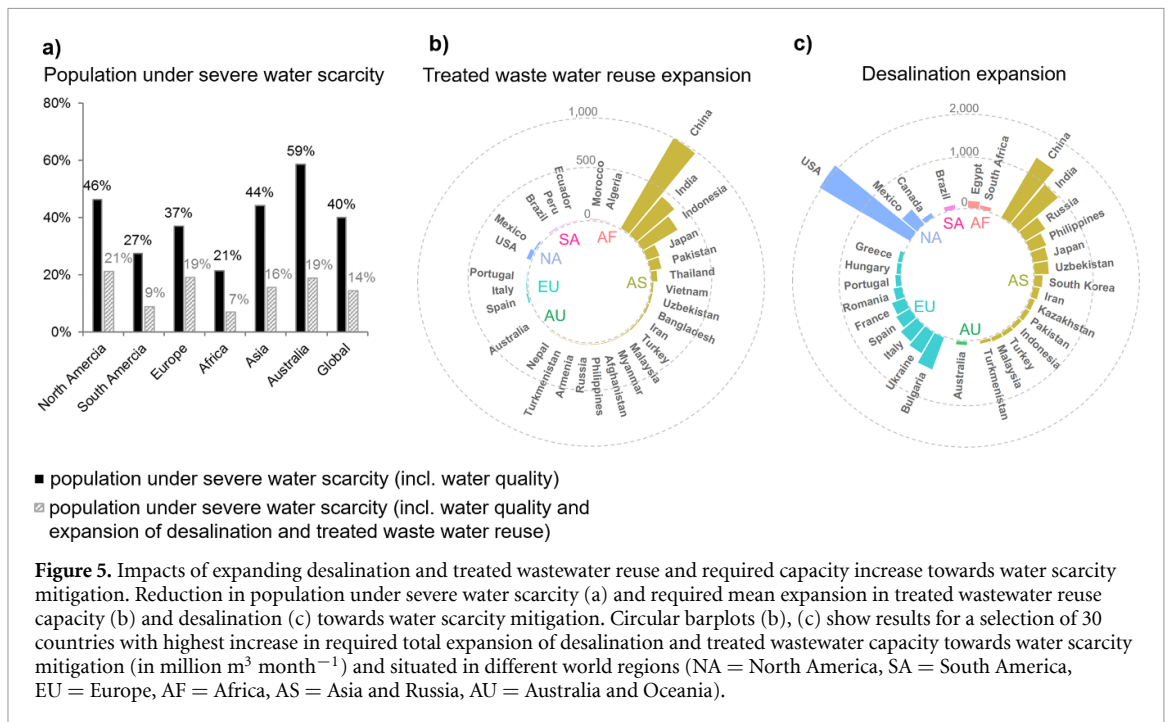 a)
Population under severe water scarcity
80%
60%
40%
20%
0%
46%
21%
27%
9%
37%
19%
21%
7%
44%
16%
59%
19%
40%
14%
North Amercia
South Amercia
Europe
Africa
Asia
Australia
Global
b)
Treated waste water reuse expansion
1,000
500
0
China
India
Indonesia
Japan
Pakistan
Thailand
Vietnam
Uzbekistan
Bangladesh
Iran
Turkey
Malaysia
Myanmar
Afghanistan
Philippines
Russia
Armenia
Turkmenistan
Nepal
Australia
Spain
Italy
Portugal
USA
Mexico
Brazil
Peru
Ecuador
Morocco
Algeria
SA
AF
NA
EU
AU
AS
c)
Desalination expansion
2,000
1,000
0
China
India
Russia
Philippines
Japan
Uzbekistan
South Korea
Iran
Kazakhstan
Pakistan
Indonesia
Turkey
Malaysia
Turkmenistan
Australia
Bulgaria
Ukraine
Italy
Spain
France
Romania
Portugal
Hungary
Greece
USA
Mexico
Canada
Brazil
Egypt
South Africa
SA
AF
NA
EU
AU
AS
population under severe water scarcity (incl. water quality)
population under severe water scarcity (incl. water quality and
expansion of desalination and treated waste water reuse)
Figure 5. Impacts of expanding desalination and treated wastewater reuse and required capacity increase towards water scarcity
mitigation. Reduction in population under severe water scarcity (a) and required mean expansion in treated wastewater reuse
capacity (b) and desalination (c) towards water scarcity mitigation. Circular barplots (b), (c) show results for a selection of 30
countries with highest increase in required total expansion of desalination and treated wastewater capacity towards water scarcity
mitigation (in million m³ month⁻¹) and situated in different world regions (NA = North America, SA = South America,
EU = Europe, AF = Africa, AS = Asia and Russia, AU = Australia and Oceania).